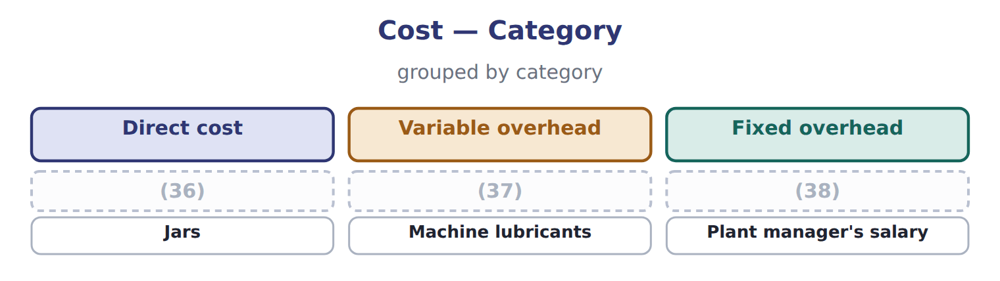 Cost — Category
grouped by category
Direct cost
Variable overhead
Fixed overhead
(36)
(37)
(38)
Jars
Machine lubricants
Plant manager's salary